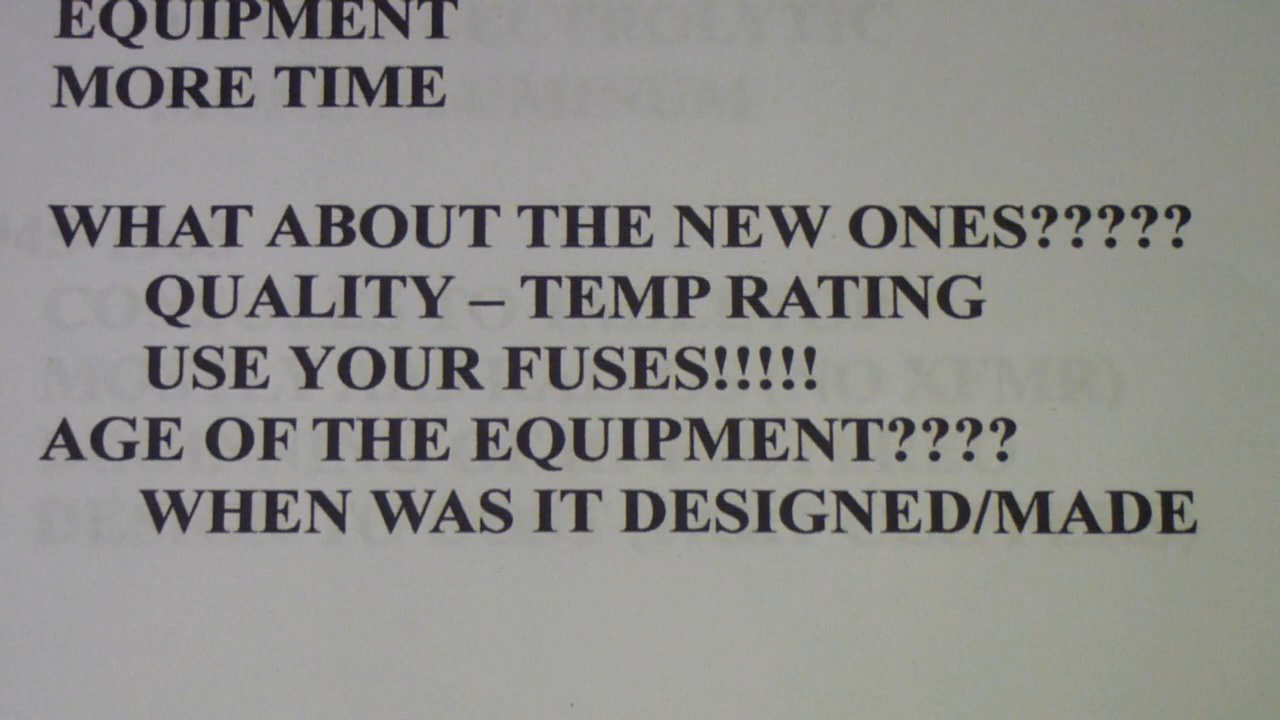 EQUIPMENT
MORE TIME
WHAT ABOUT THE NEW ONES?????
QUALITY – TEMP RATING
USE YOUR FUSES!!!!!
AGE OF THE EQUIPMENT????
WHEN WAS IT DESIGNED/MADE